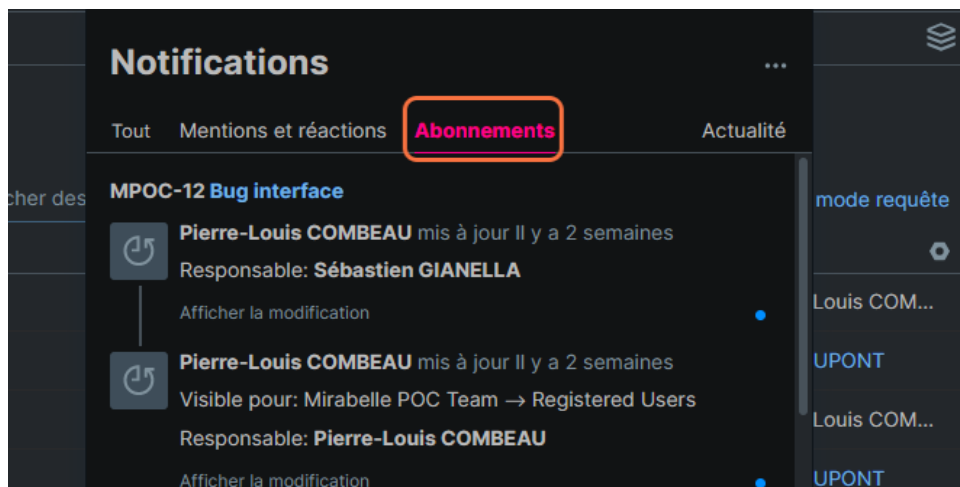 Notifications
Tout Mentions et réactions Abonnements Actualité
MPOC-12 Bug interface
cher des
mode requête
Pierre-Louis COMBEAU mis à jour Il y a 2 semaines
Responsable: Sébastien GIANELLA
Louis COM...
Afficher la modification
Pierre-Louis COMBEAU mis à jour Il y a 2 semaines
UPONT
Visible pour: Mirabelle POC Team → Registered Users
Louis COM...
Responsable: Pierre-Louis COMBEAU
Afficher la modification
UPONT